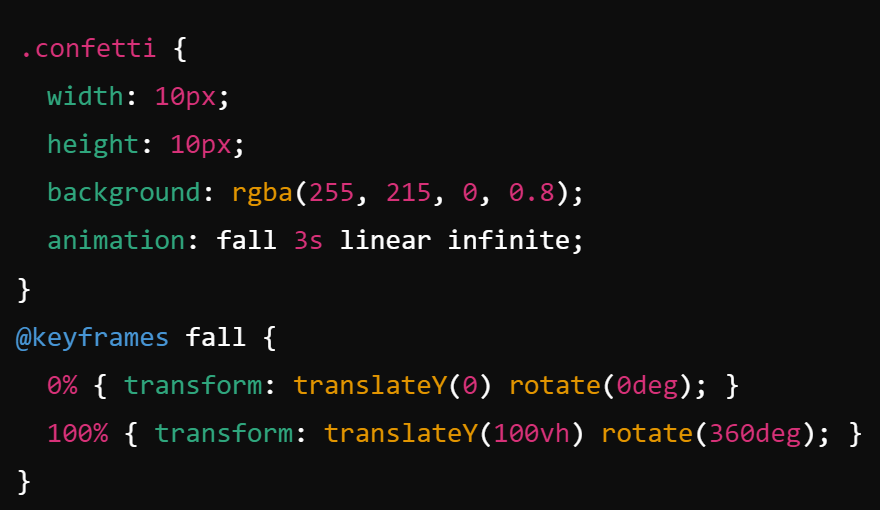 .confetti {
  width: 10px;
  height: 10px;
  background: rgba(255, 215, 0, 0.8);
  animation: fall 3s linear infinite;
}
@keyframes fall {
  0% { transform: translateY(0) rotate(0deg); }
  100% { transform: translateY(100vh) rotate(360deg); }
}